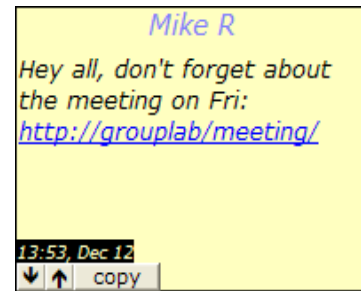 Mike R
Hey all, don't forget about
the meeting on Fri:
http://grouplab/meeting/
13:53, Dec 12
copy